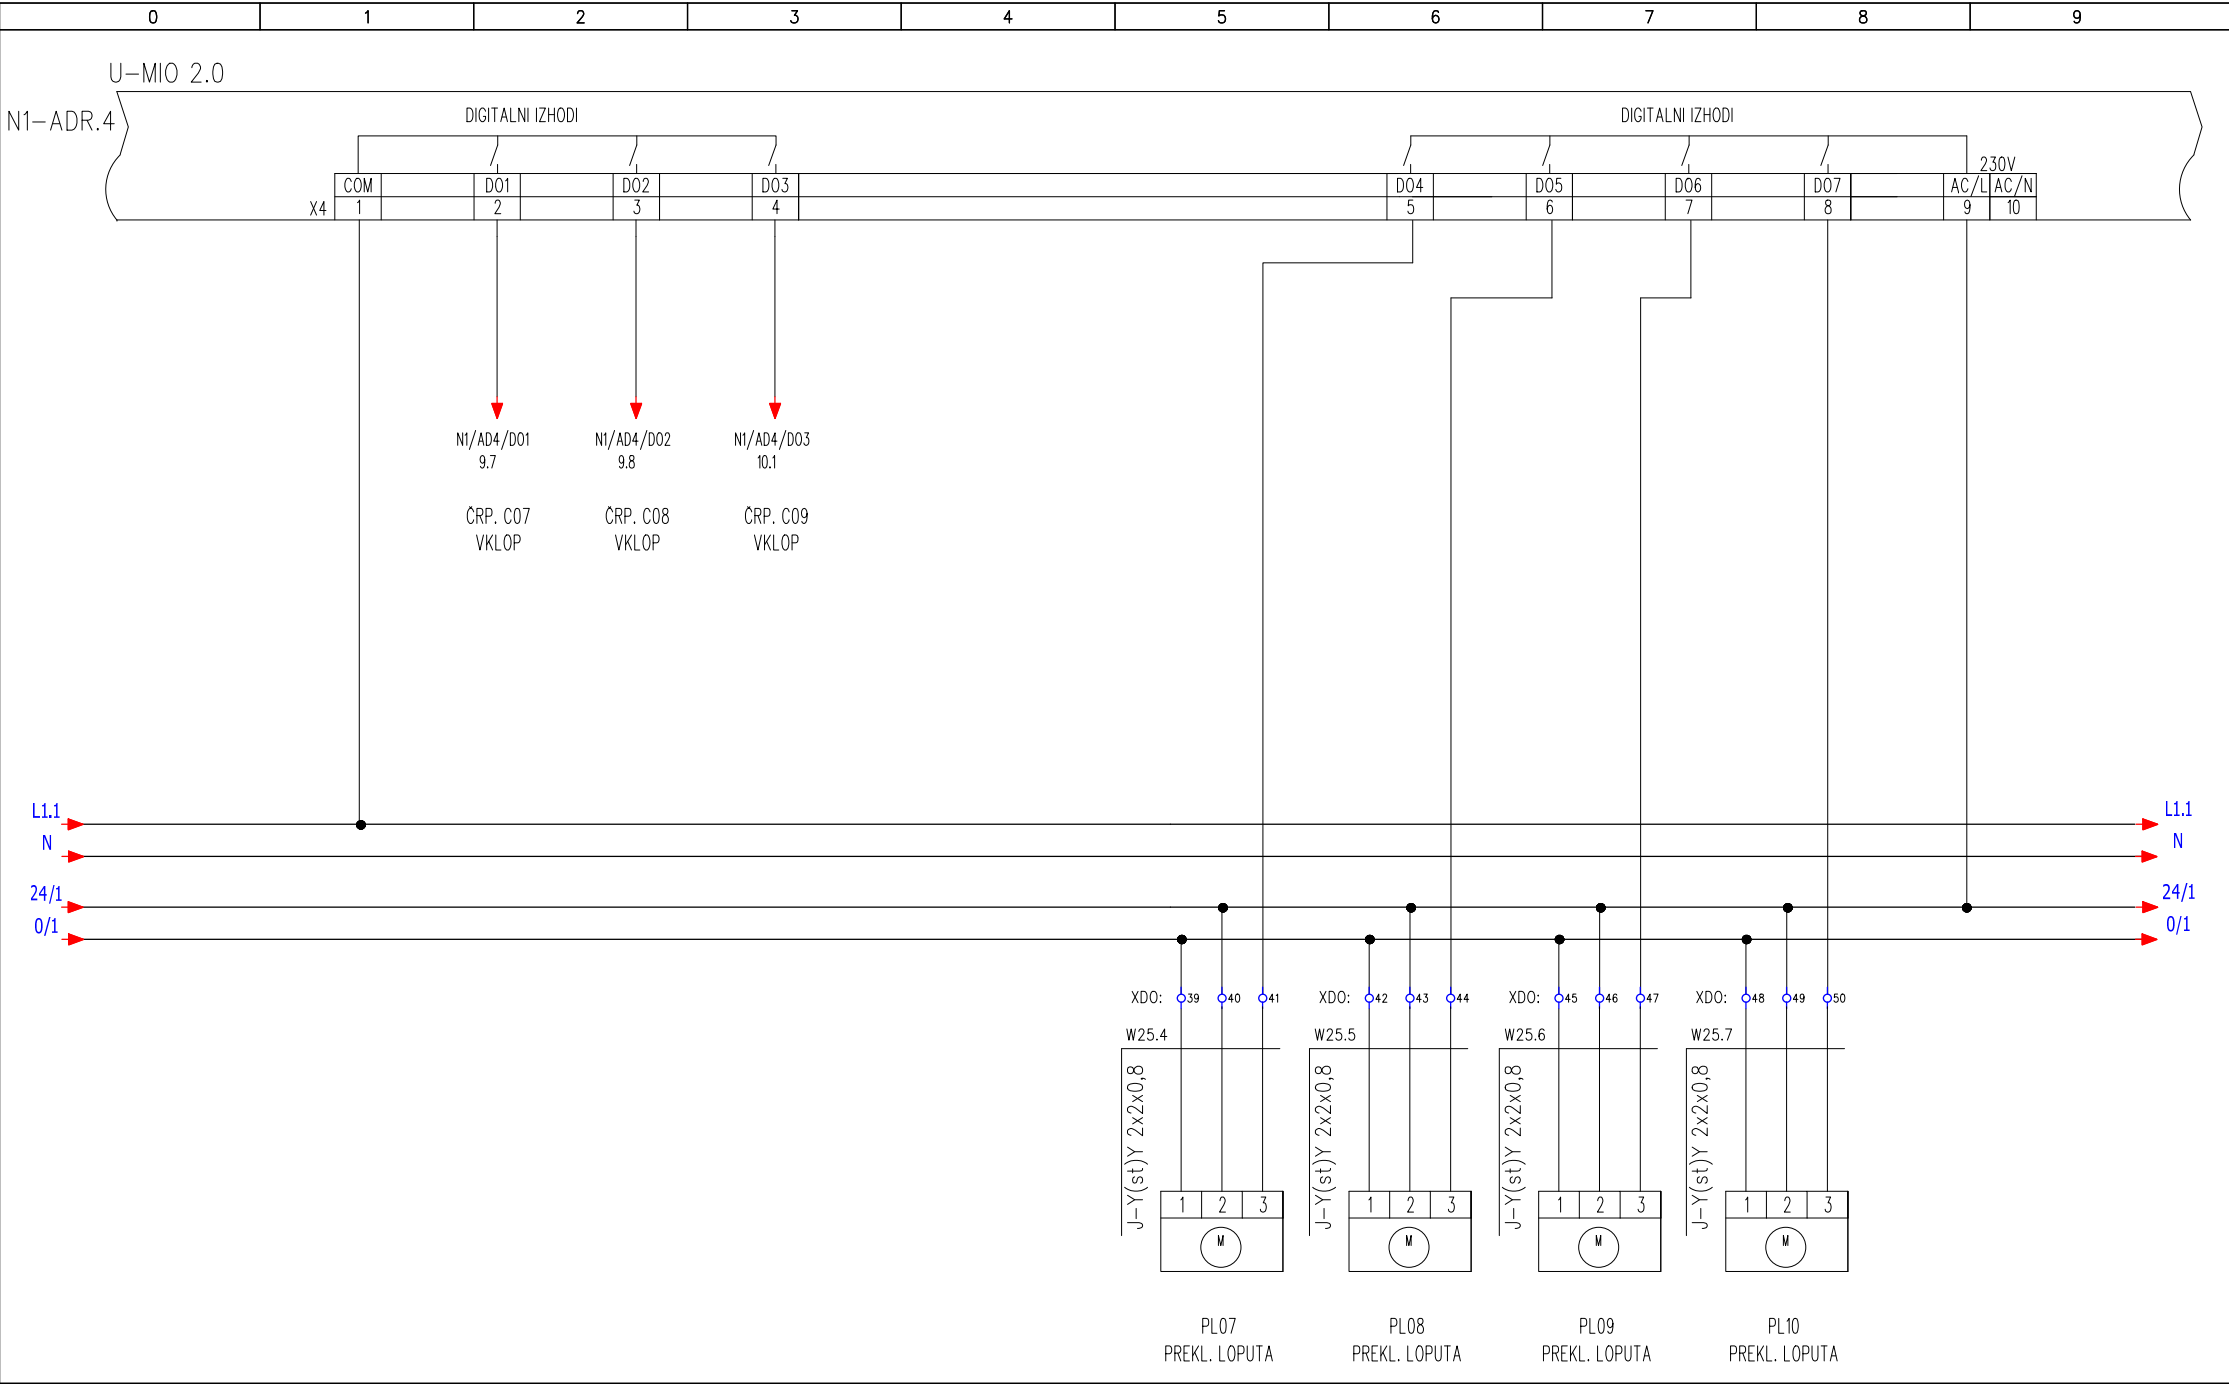 0 1 2 3 4 5 6 7 8 9
U-MIO 2.0
N1-ADR.4
DIGITALNI IZHODI DIGITALNI IZHODI
230V
COM DO1 DO2 DO3 DO4 DO5 DO6 DO7 AC/L AC/N
X4 1 2 3 4 5 6 7 8 9 10
N1/AD4/DO1 N1/AD4/DO2 N1/AD4/DO3
9.7 9.8 10.1
ČRP. C07 ČRP. C08 ČRP. C09
VKLOP VKLOP VKLOP
L1.1 L1.1
N N
24/1 24/1
0/1 0/1
XDO: 39 40 41 XDO: 42 43 44 XDO: 45 46 47 XDO: 48 49 50
W25.4 W25.5 W25.6 W25.7
J-Y(st)Y 2x2x0,8 J-Y(st)Y 2x2x0,8 J-Y(st)Y 2x2x0,8 J-Y(st)Y 2x2x0,8
1 2 3 1 2 3 1 2 3 1 2 3
M M M M
PL07 PL08 PL09 PL10
PREKL. LOPUTA PREKL. LOPUTA PREKL. LOPUTA PREKL. LOPUTA